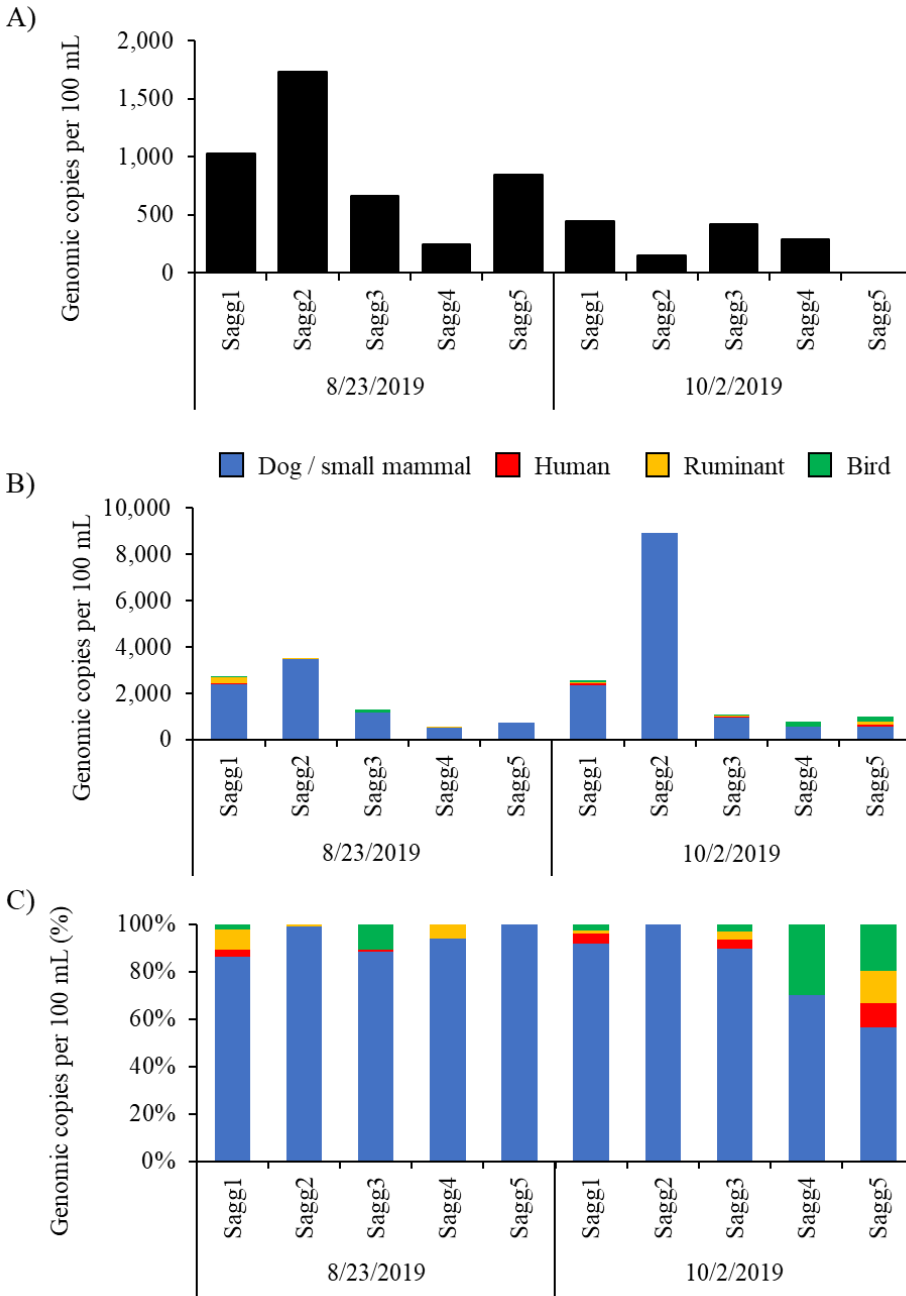 A)
Genomic copies per 100 mL
2,000
1,500
1,000
500
0
Sagg1 Sagg2 Sagg3 Sagg4 Sagg5 Sagg1 Sagg2 Sagg3 Sagg4 Sagg5
8/23/2019 10/2/2019
Dog / small mammal Human Ruminant Bird
B)
Genomic copies per 100 mL
10,000
8,000
6,000
4,000
2,000
0
Sagg1 Sagg2 Sagg3 Sagg4 Sagg5 Sagg1 Sagg2 Sagg3 Sagg4 Sagg5
8/23/2019 10/2/2019
C)
Genomic copies per 100 mL (%)
100%
80%
60%
40%
20%
0%
Sagg1 Sagg2 Sagg3 Sagg4 Sagg5 Sagg1 Sagg2 Sagg3 Sagg4 Sagg5
8/23/2019 10/2/2019